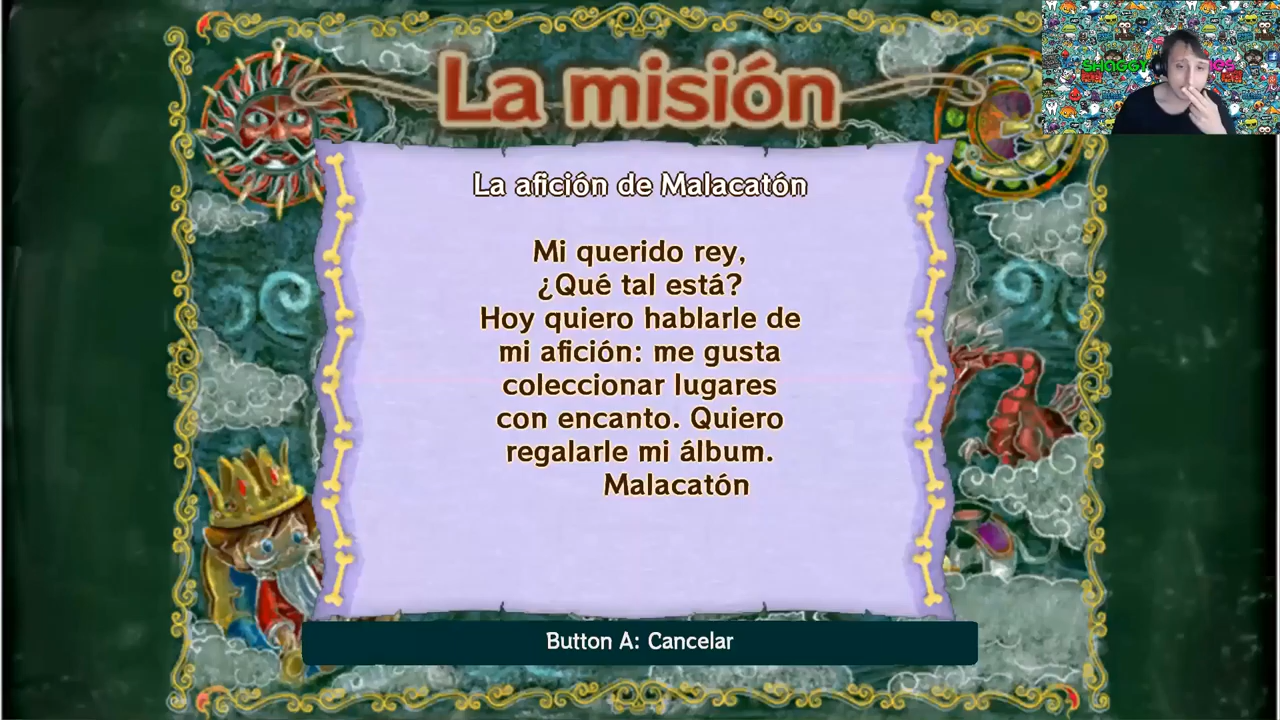 La misión
La afición de Malacatón
Mi querido rey,
¿Qué tal está?
Hoy quiero hablarle de
mi afición: me gusta
coleccionar lugares
con encanto. Quiero
regalarle mi álbum.
Malacatón
Button A: Cancelar
SHAGGY